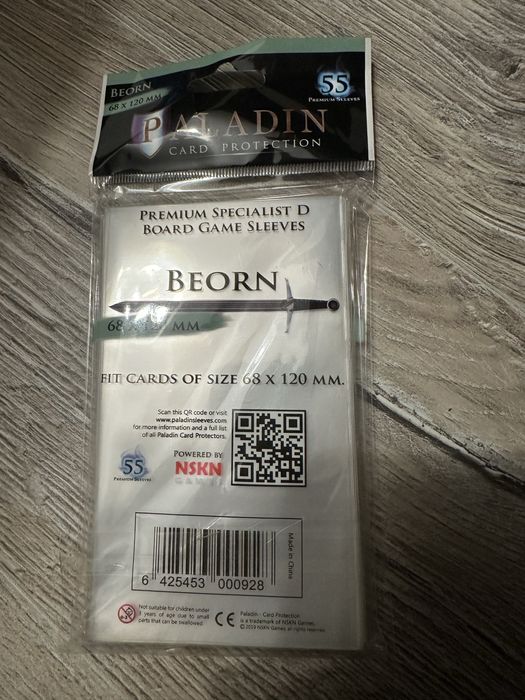 BEORN
68 X 120 MM
55
PREMIUM SLEEVES
PALADIN
CARD PROTECTION
PREMIUM SPECIALIST D
BOARD GAME SLEEVES
BEORN
68 X 120 MM
FIT CARDS OF SIZE 68 X 120 MM.
Scan this QR code or visit
www.paladinsleeves.com
for more information and a full list
of all Paladin Card Protectors.
55
PREMIUM SLEEVES
POWERED BY
NSKN
GAMES
6 425453 000928
Made in China
Not suitable for children under
3 years of age due to small
parts that can be swallowed.
CE
Paladin - Card Protection
is a trademark of NSKN Games.
© 2019 NSKN Games, all rights reserved.